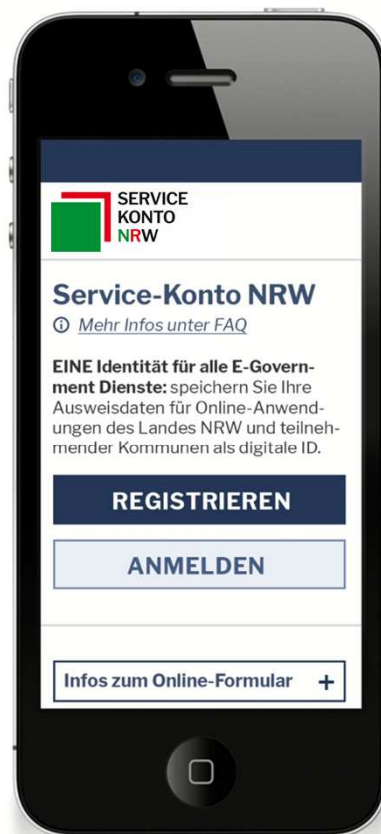 SERVICE
KONTO
NRW
Service-Konto NRW
Mehr Infos unter FAQ
EINE Identität für alle E-Govern-
ment Dienste: speichern Sie Ihre
Ausweisdaten für Online-Anwend-
ungen des Landes NRW und teilneh-
mender Kommunen als digitale ID.
REGISTRIEREN
ANMELDEN
Infos zum Online-Formular +